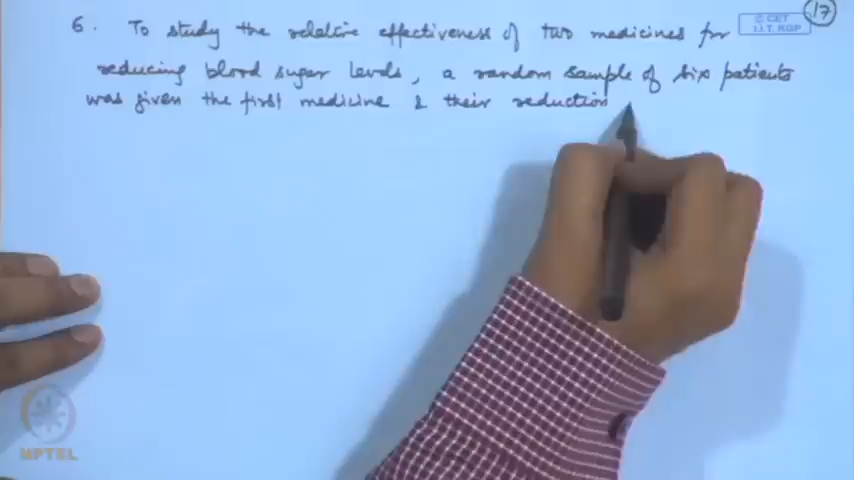 6. To study the relative effectiveness of two medicines for
reducing blood sugar levels, a random sample of six patients
was given the first medicine & their reduction
© CET
I.I.T. KGP
17
NPTEL